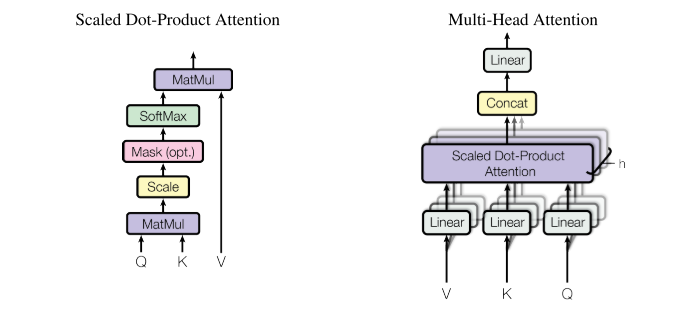 Scaled Dot-Product Attention
MatMul
SoftMax
Mask (opt.)
Scale
MatMul
Q K V
Multi-Head Attention
Linear
Concat
Scaled Dot-Product
Attention
h
Linear Linear Linear
V K Q